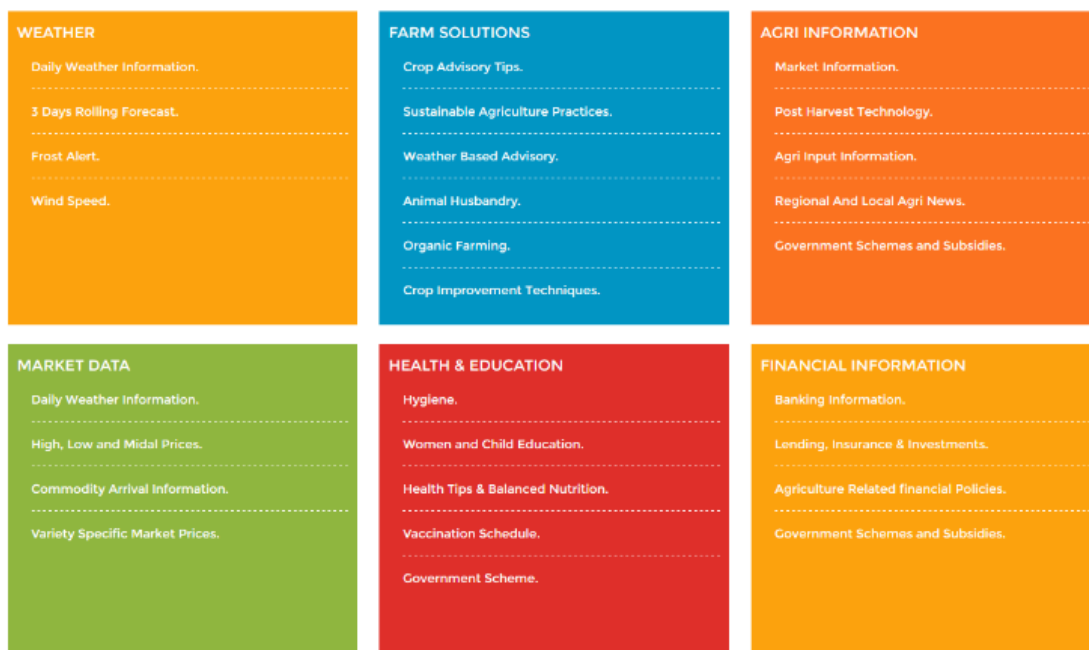 WEATHER
Daily Weather Information.
3 Days Rolling Forecast.
Frost Alert.
Wind Speed.
FARM SOLUTIONS
Crop Advisory Tips.
Sustainable Agriculture Practices.
Weather Based Advisory.
Animal Husbandry.
Organic Farming.
Crop Improvement Techniques.
AGRI INFORMATION
Market Information.
Post Harvest Technology.
Agri Input Information.
Regional And Local Agri News.
Government Schemes and Subsidies.
MARKET DATA
Daily Weather Information.
High, Low and Midal Prices.
Commodity Arrival Information.
Variety Specific Market Prices.
HEALTH & EDUCATION
Hygiene.
Women and Child Education.
Health Tips & Balanced Nutrition.
Vaccination Schedule.
Government Scheme.
FINANCIAL INFORMATION
Banking Information.
Lending, Insurance & Investments.
Agriculture Related financial Policies.
Government Schemes and Subsidies.